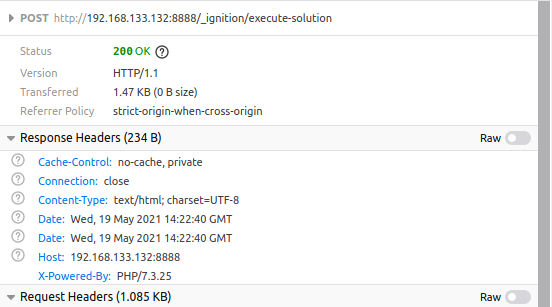 POST http://192.168.133.132:8888/_ignition/execute-solution
Status 200 OK ?
Version HTTP/1.1
Transferred 1.47 KB (0 B size)
Referrer Policy strict-origin-when-cross-origin
Response Headers (234 B) Raw
? Cache-Control: no-cache, private
? Connection: close
? Content-Type: text/html; charset=UTF-8
? Date: Wed, 19 May 2021 14:22:40 GMT
? Date: Wed, 19 May 2021 14:22:40 GMT
? Host: 192.168.133.132:8888
X-Powered-By: PHP/7.3.25
Request Headers (1.085 KB) Raw